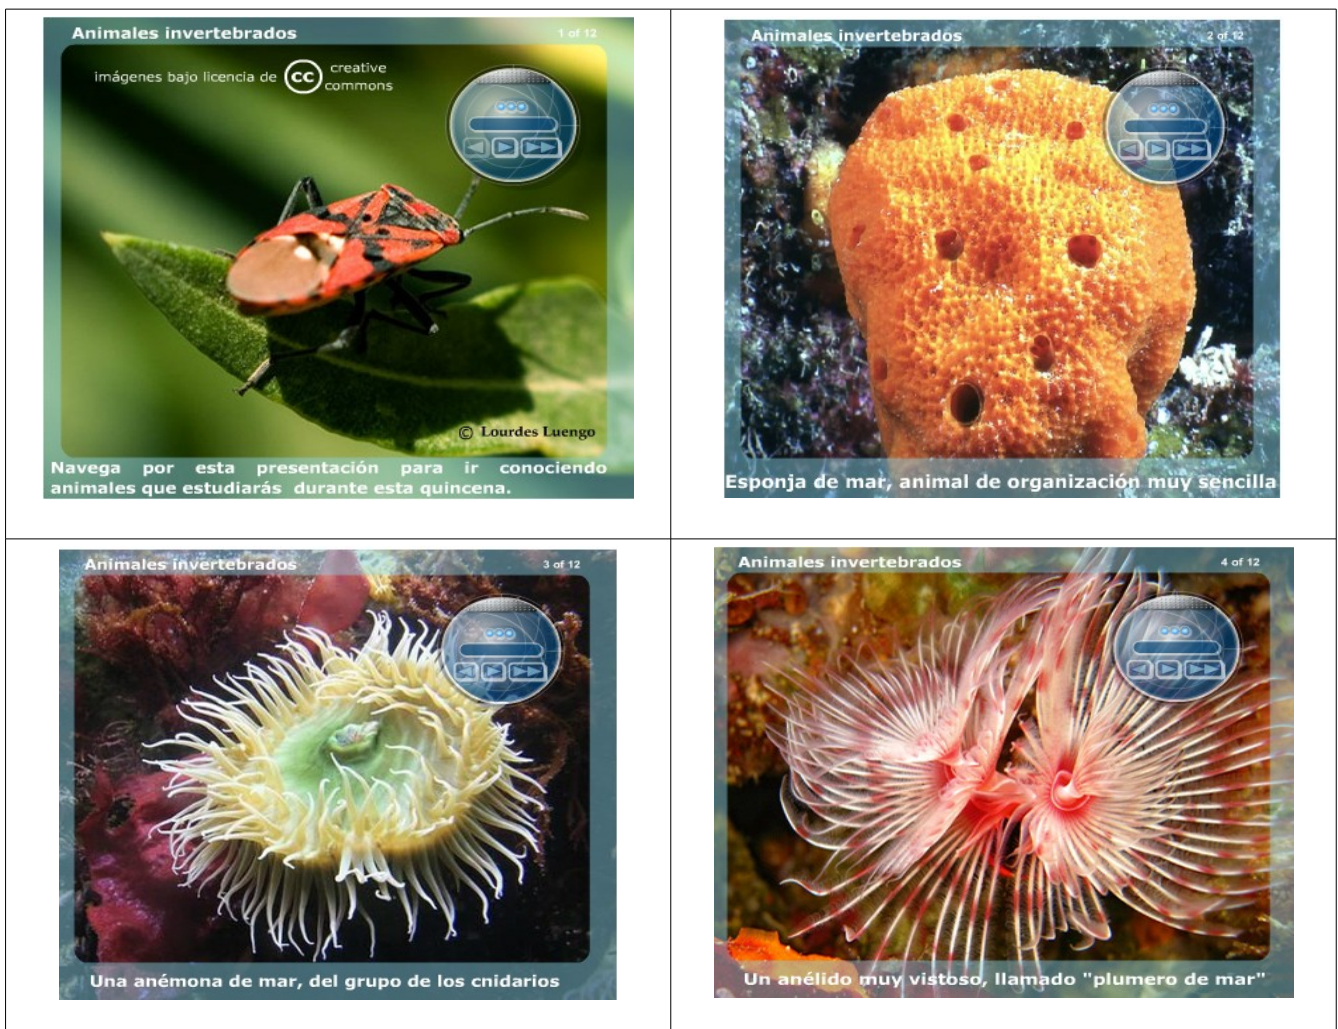 Animales invertebrados
1 of 12
imágenes bajo licencia de cc creative
commons
© Lourdes Luengo
Navega por esta presentación para ir conociendo
animales que estudiarás durante esta quincena.
Animales invertebrados
2 of 12
Esponja de mar, animal de organización muy sencilla
Animales invertebrados
3 of 12
Una anémona de mar, del grupo de los cnidarios
Animales invertebrados
4 of 12
Un anélido muy vistoso, llamado "plumero de mar"